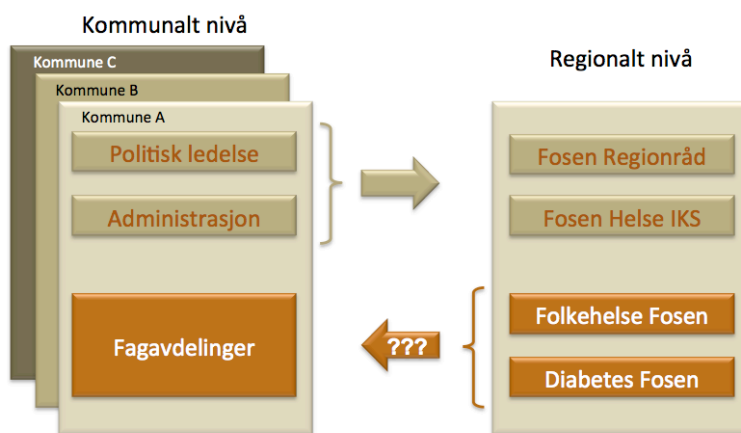 Kommunalt nivå
Kommune C
Kommune B
Kommune A
Politisk ledelse
Administrasjon
Fagavdelinger
Regionalt nivå
Fosen Regionråd
Fosen Helse IKS
???
Folkehelse Fosen
Diabetes Fosen